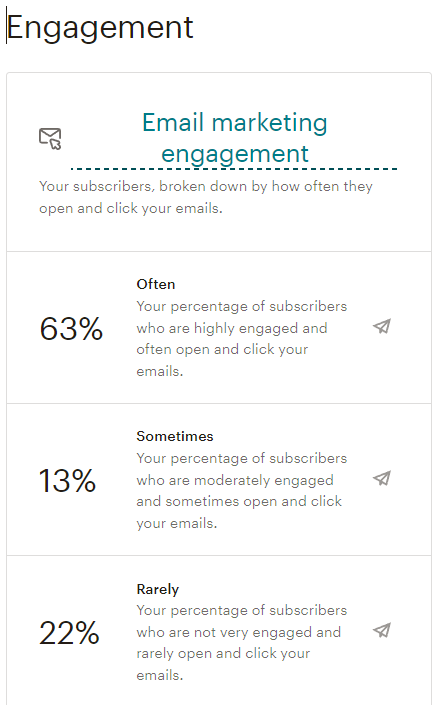 Engagement
Email marketing
engagement
Your subscribers, broken down by how often they
open and click your emails.
63%
Often
Your percentage of subscribers
who are highly engaged and
often open and click your
emails.
13%
Sometimes
Your percentage of subscribers
who are moderately engaged
and sometimes open and click
your emails.
22%
Rarely
Your percentage of subscribers
who are not very engaged and
rarely open and click your
emails.